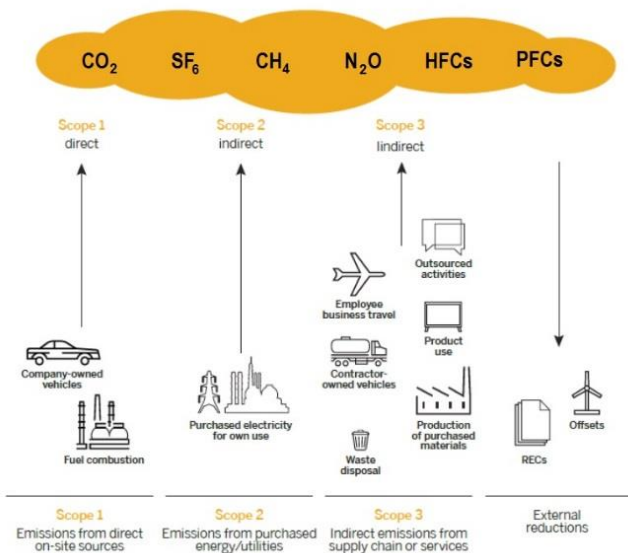 CO₂ SF₆ CH₄ N₂O HFCs PFCs
Scope 1
direct
Scope 2
indirect
Scope 3
lindirect
Company-owned
vehicles
Fuel combustion
Purchased electricity
for own use
Outsourced
activities
Employee
business travel
Product
use
Contractor-
owned vehicles
Production
of purchased
materials
Waste
disposal
RECs
Offsets
Scope 1
Emissions from direct
on-site sources
Scope 2
Emissions from purchased
energy/utilities
Scope 3
Indirect emissions from
supply chain or services
External
reductions